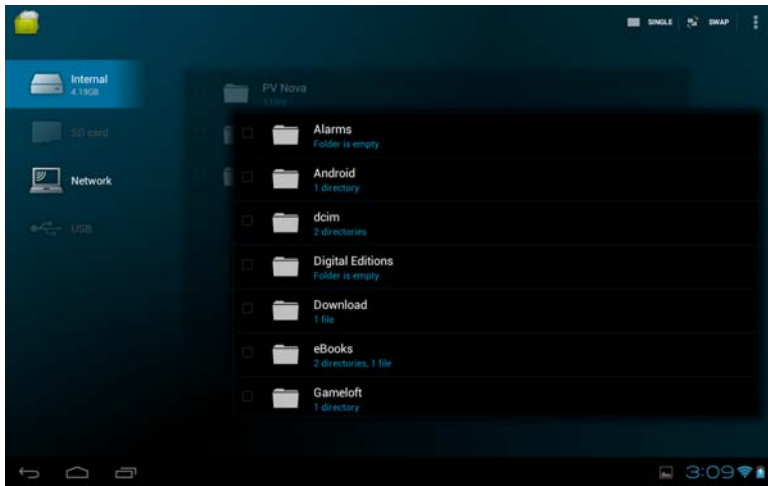 SINGLE
SWAP
Internal
4.19GB
SD card
Network
USB
PV Nova
3 files
Alarms
Folder is empty
Android
1 directory
dcim
2 directories
Digital Editions
Folder is empty
Download
1 file
eBooks
2 directories, 1 file
Gameloft
1 directory
3:09